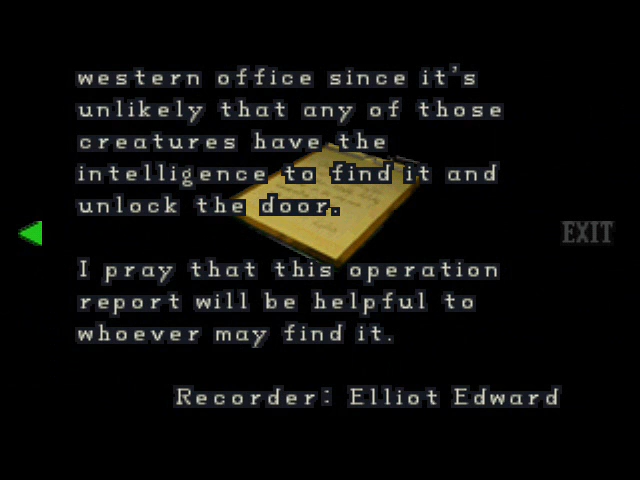 western office since it's
unlikely that any of those
creatures have the
intelligence to find it and
unlock the door.
I pray that this operation
report will be helpful to
whoever may find it.
Recorder: Elliot Edward
EXIT